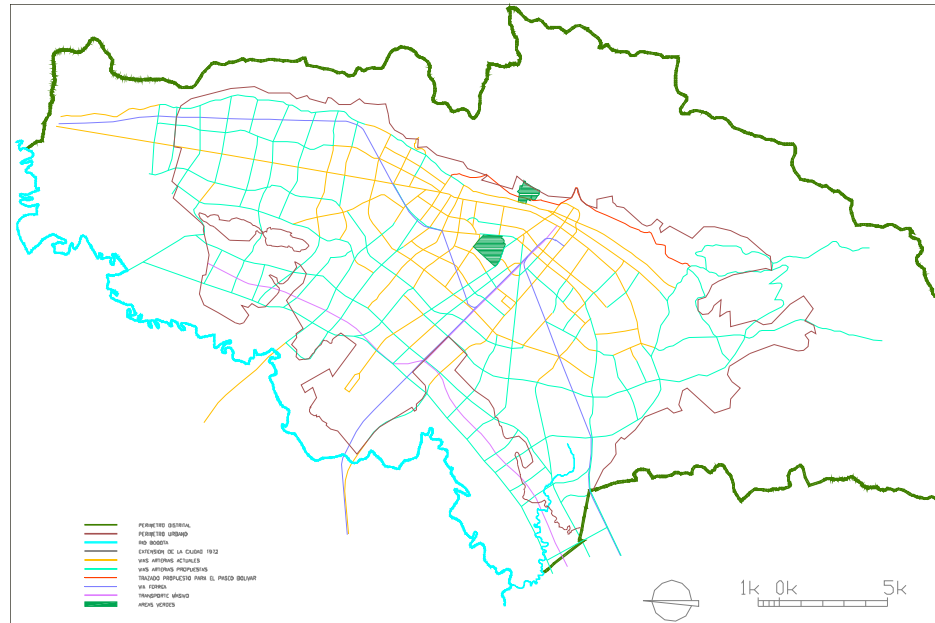 PERIMETRO DISTRITAL
PERIMETRO URBANO
RIO BOGOTA
EXTENSION DE LA CIUDAD 1972
VIAS ARTERIAS ACTUALES
VIAS ARTERIAS PROPUESTAS
TRAZADO PROPUESTO PARA EL PASEO BOLIVAR
VIA FERREA
TRANSPORTE MASIVO
AREAS VERDES
1k 0k 5k